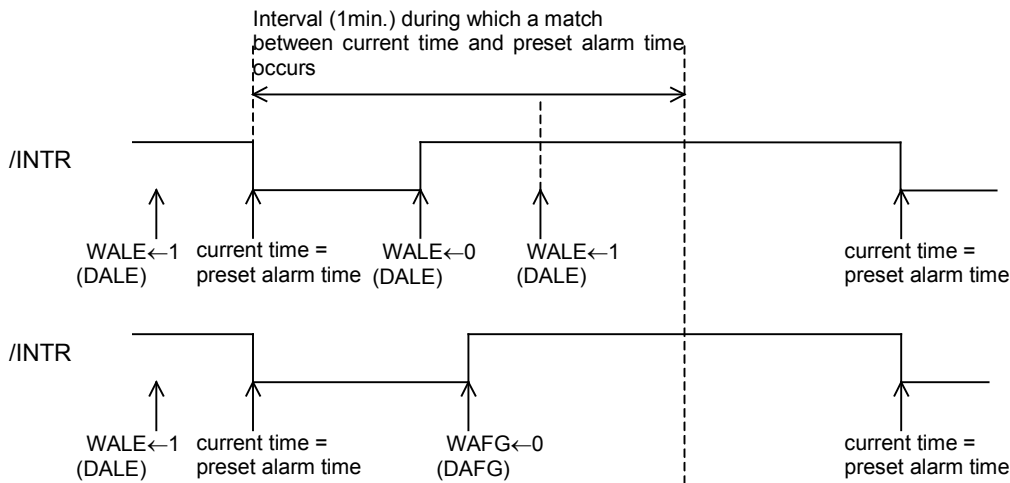 Interval (1min.) during which a match
between current time and preset alarm time
occurs
/INTR
WALE←1
(DALE)
current time =
preset alarm time
WALE←0
(DALE)
WALE←1
(DALE)
current time =
preset alarm time
/INTR
WALE←1
(DALE)
current time =
preset alarm time
WAFG←0
(DAFG)
current time =
preset alarm time